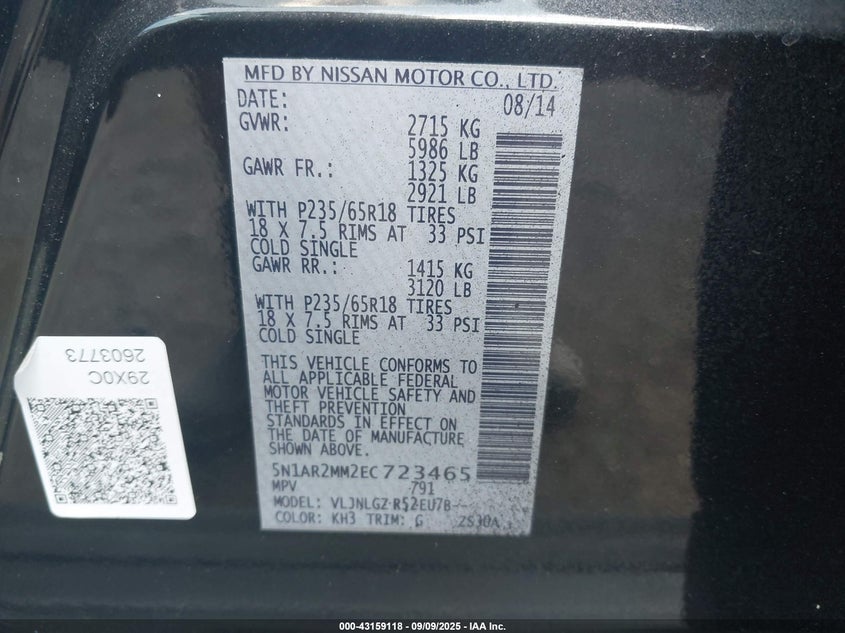 MFD BY NISSAN MOTOR CO., LTD.
DATE: 08/14
GVWR: 2715 KG
5986 LB
GAWR FR.: 1325 KG
2921 LB
WITH P235/65R18 TIRES
18 X 7.5 RIMS AT 33 PSI
COLD SINGLE
GAWR RR.: 1415 KG
3120 LB
WITH P235/65R18 TIRES
18 X 7.5 RIMS AT 33 PSI
COLD SINGLE
THIS VEHICLE CONFORMS TO
ALL APPLICABLE FEDERAL
MOTOR VEHICLE SAFETY AND
THEFT PREVENTION
STANDARDS IN EFFECT ON
THE DATE OF MANUFACTURE
SHOWN ABOVE.
5N1AR2MM2EC723465
MPV 791
MODEL: VLJNLGZ-R52EU7B--
COLOR: KH3 TRIM: G 2S30A
29X0C
2603773
000-43159118 - 09/09/2025 - IAA Inc.